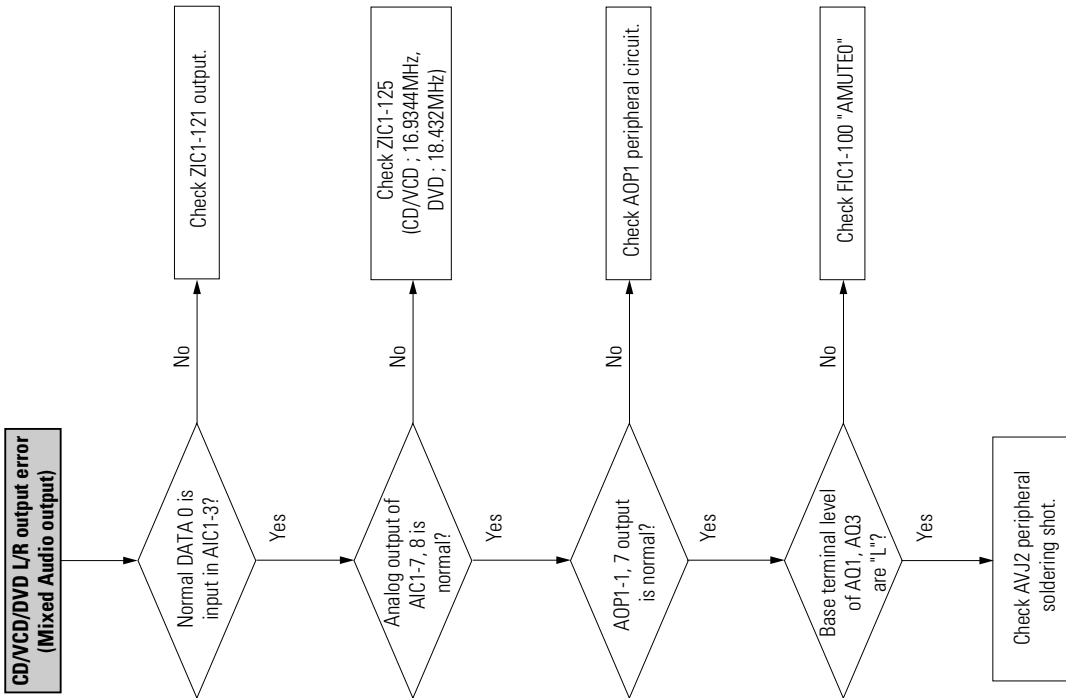 CD/VCD/DVD L/R output error
(Mixed Audio output)
Normal DATA 0 is
input in AIC1-3?
No
Check ZIC1-121 output.
Yes
Analog output of
AIC1-7, 8 is
normal?
No
Check ZIC1-125
(CD/VCD ; 16.9344MHz,
DVD ; 18.432MHz)
Yes
AOP1-1, 7 output
is normal?
No
Check AOP1 peripheral circuit.
Yes
Base terminal level
of AQ1, AQ3
are "L"?
No
Check FIC1-100 "AMUTE0"
Yes
Check AVJ2 peripheral
soldering shot.